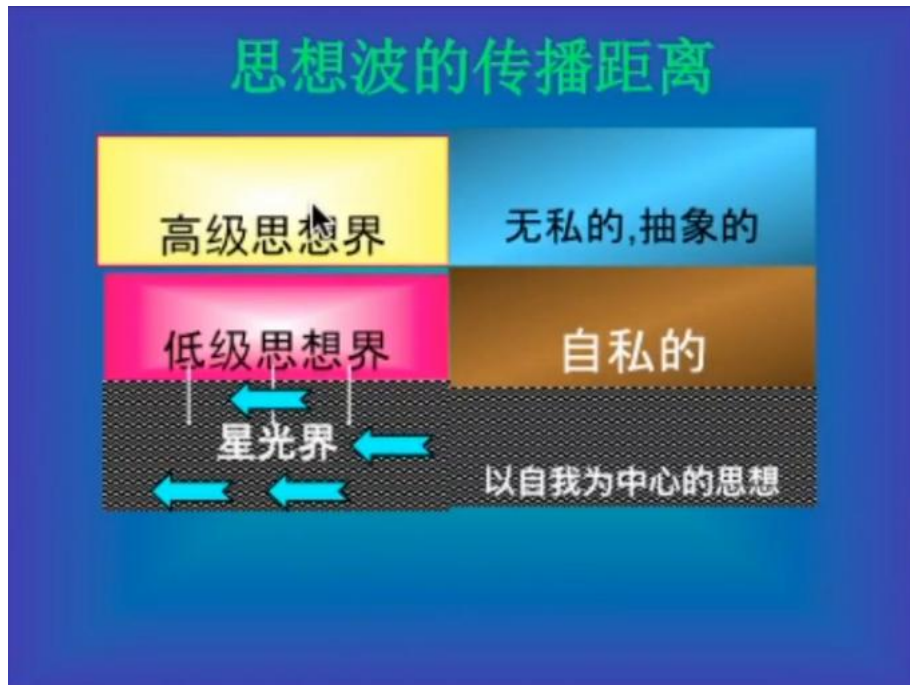 思想波的传播距离
高级思想界
无私的,抽象的
低级思想界
自私的
星光界
以自我为中心的思想